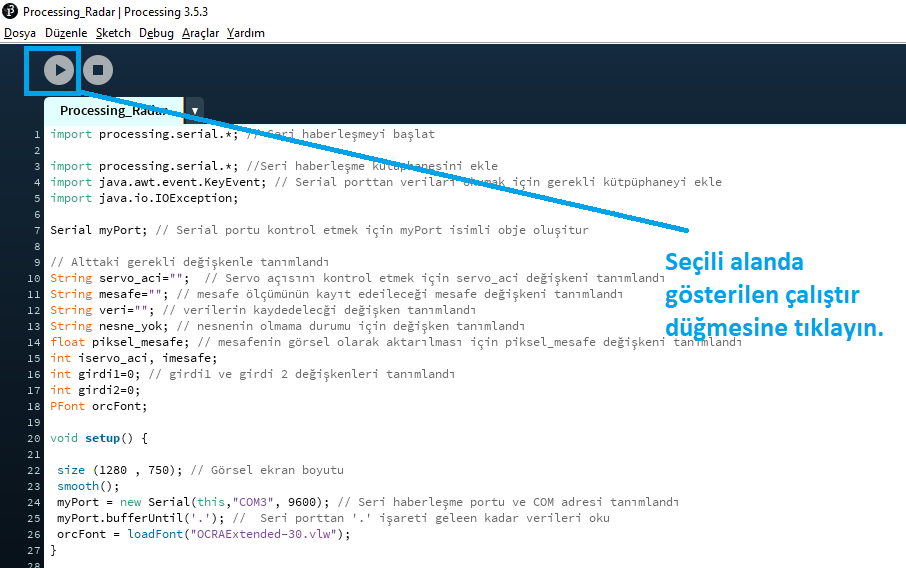 Processing_Radar | Processing 3.5.3
Dosya Düzenle Sketch Debug Araçlar Yardım
Processing_Radar
1 import processing.serial.*; // Seri haberleşmeyi başlat
2
3 import processing.serial.*; //Seri haberleşme kütüphanesini ekle
4 import java.awt.event.KeyEvent; // Serial porttan verileri okumak için gerekli kütpüphaneyi ekle
5 import java.io.IOException;
6
7 Serial myPort; // Serial portu kontrol etmek için myPort isimli obje oluşitur
8
9 // Alttaki gerekli değişkenle tanımlandı
10 String servo_aci=""; // Servo açısını kontrol etmek için servo_aci değişkeni tanımlandı
11 String mesafe=""; // mesafe ölçümünün kayıt edeileceği mesafe değişkeni tanımlandı
12 String veri=""; // verilerin kaydedeleceği değişken tanımlandı
13 String nesne_yok; // nesnenin olmama durumu için değişken tanımlandı
14 float piksel_mesafe; // mesafenin görsel olarak aktarılması için piksel_mesafe değişkeni tanımlandı
15 int iservo_aci, imesafe;
16 int girdi1=0; // girdi1 ve girdi 2 değişkenleri tanımlandı
17 int girdi2=0;
18 PFont orcFont;
19
20 void setup() {
21
22 size (1280 , 750); // Görsel ekran boyutu
23 smooth();
24 myPort = new Serial(this,"COM3", 9600); // Seri haberleşme portu ve COM adresi tanımlandı
25 myPort.bufferUntil('.'); // Seri porttan '.' işareti geleen kadar verileri oku
26 orcFont = loadFont("OCRAExtended-30.vlw");
27 }
28
Seçili alanda
gösterilen çalıştır
düğmesine tıklayın.